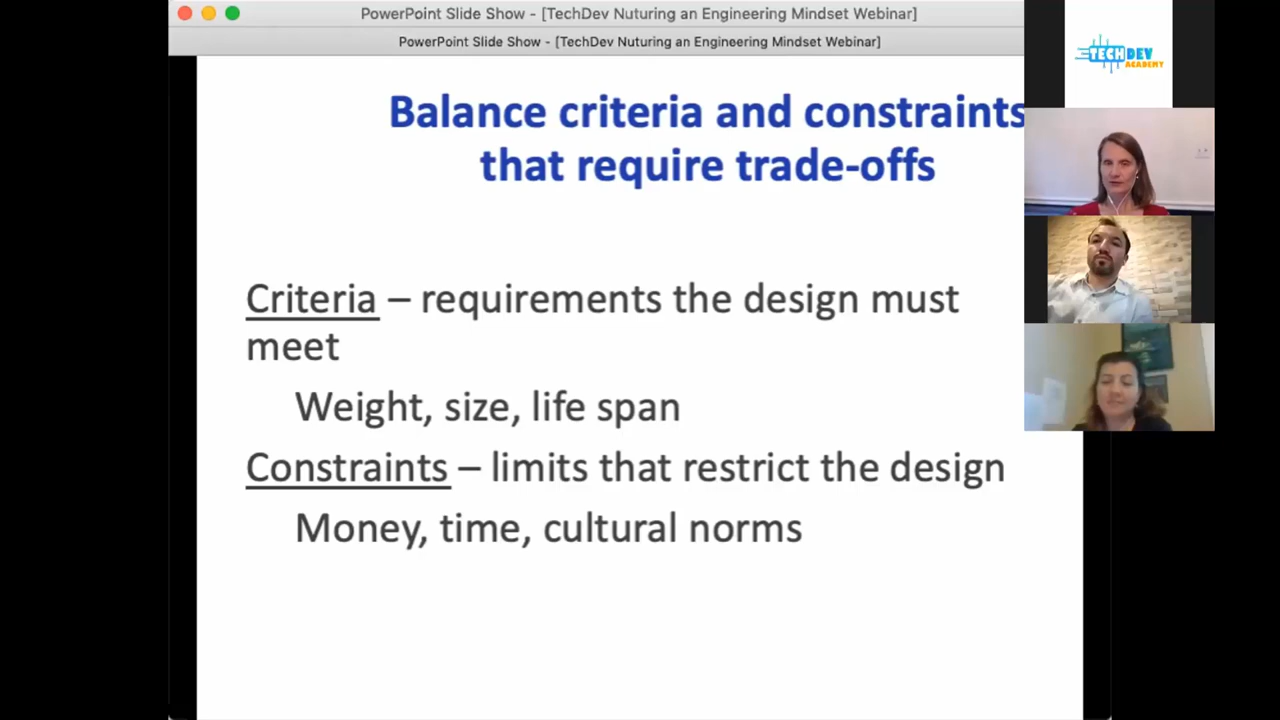 PowerPoint Slide Show - [TechDev Nuturing an Engineering Mindset Webinar]
PowerPoint Slide Show - [TechDev Nuturing an Engineering Mindset Webinar]
TECHDEV
ACADEMY
Balance criteria and constraints
that require trade-offs
Criteria – requirements the design must
meet
Weight, size, life span
Constraints – limits that restrict the design
Money, time, cultural norms